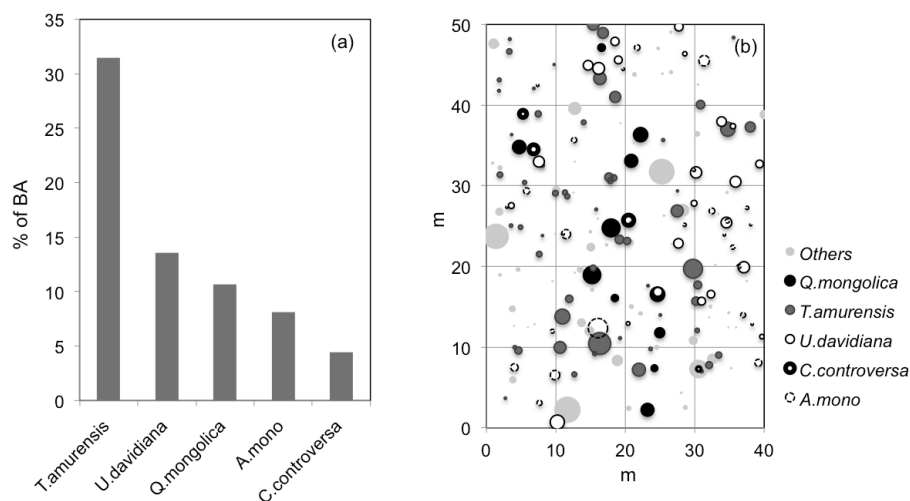 (a)
35
30
25
20
15
10
5
0
% of BA
T.amurensis
U.davidiana
Q.mongolica
A.mono
C.controversa
(b)
50
40
30
20
10
0
m
0 10 20 30 40
m
Others
Q.mongolica
T.amurensis
U.davidiana
C.controversa
A.mono